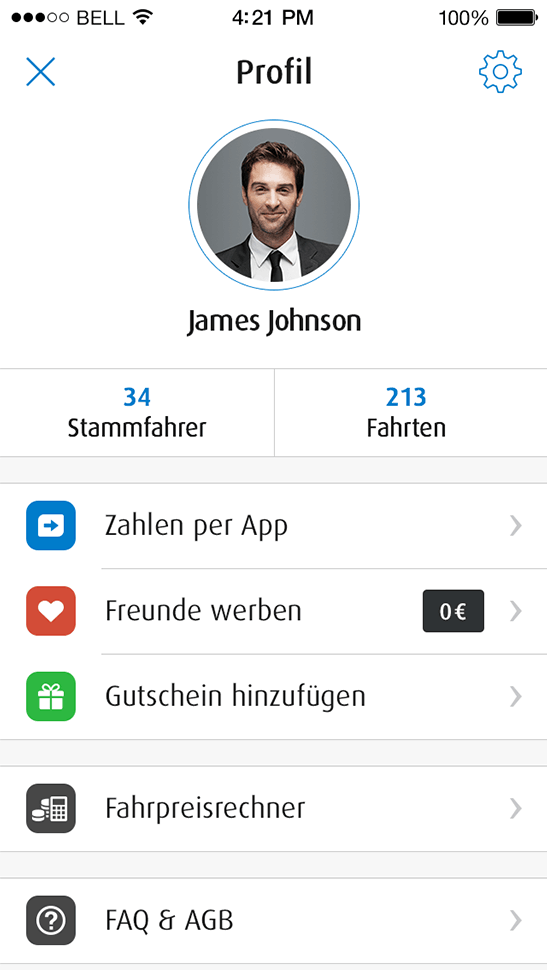 BELL 4:21 PM 100%
Profil
James Johnson
34 213
Stammfahrer Fahrten
Zahlen per App
Freunde werben 0 €
Gutschein hinzufügen
Fahrpreisrechner
FAQ & AGB